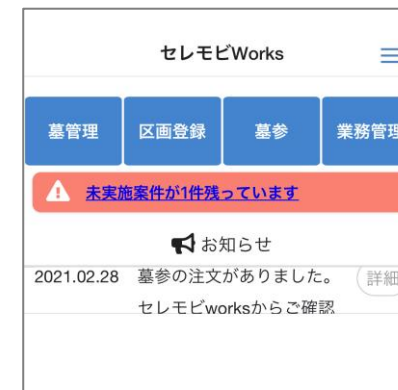 セレモビWorks
墓管理 区画登録 墓参 業務管理
未実施案件が1件残っています
お知らせ
2021.02.28 墓参の注文がありました。 詳細
セレモビworksからご確認